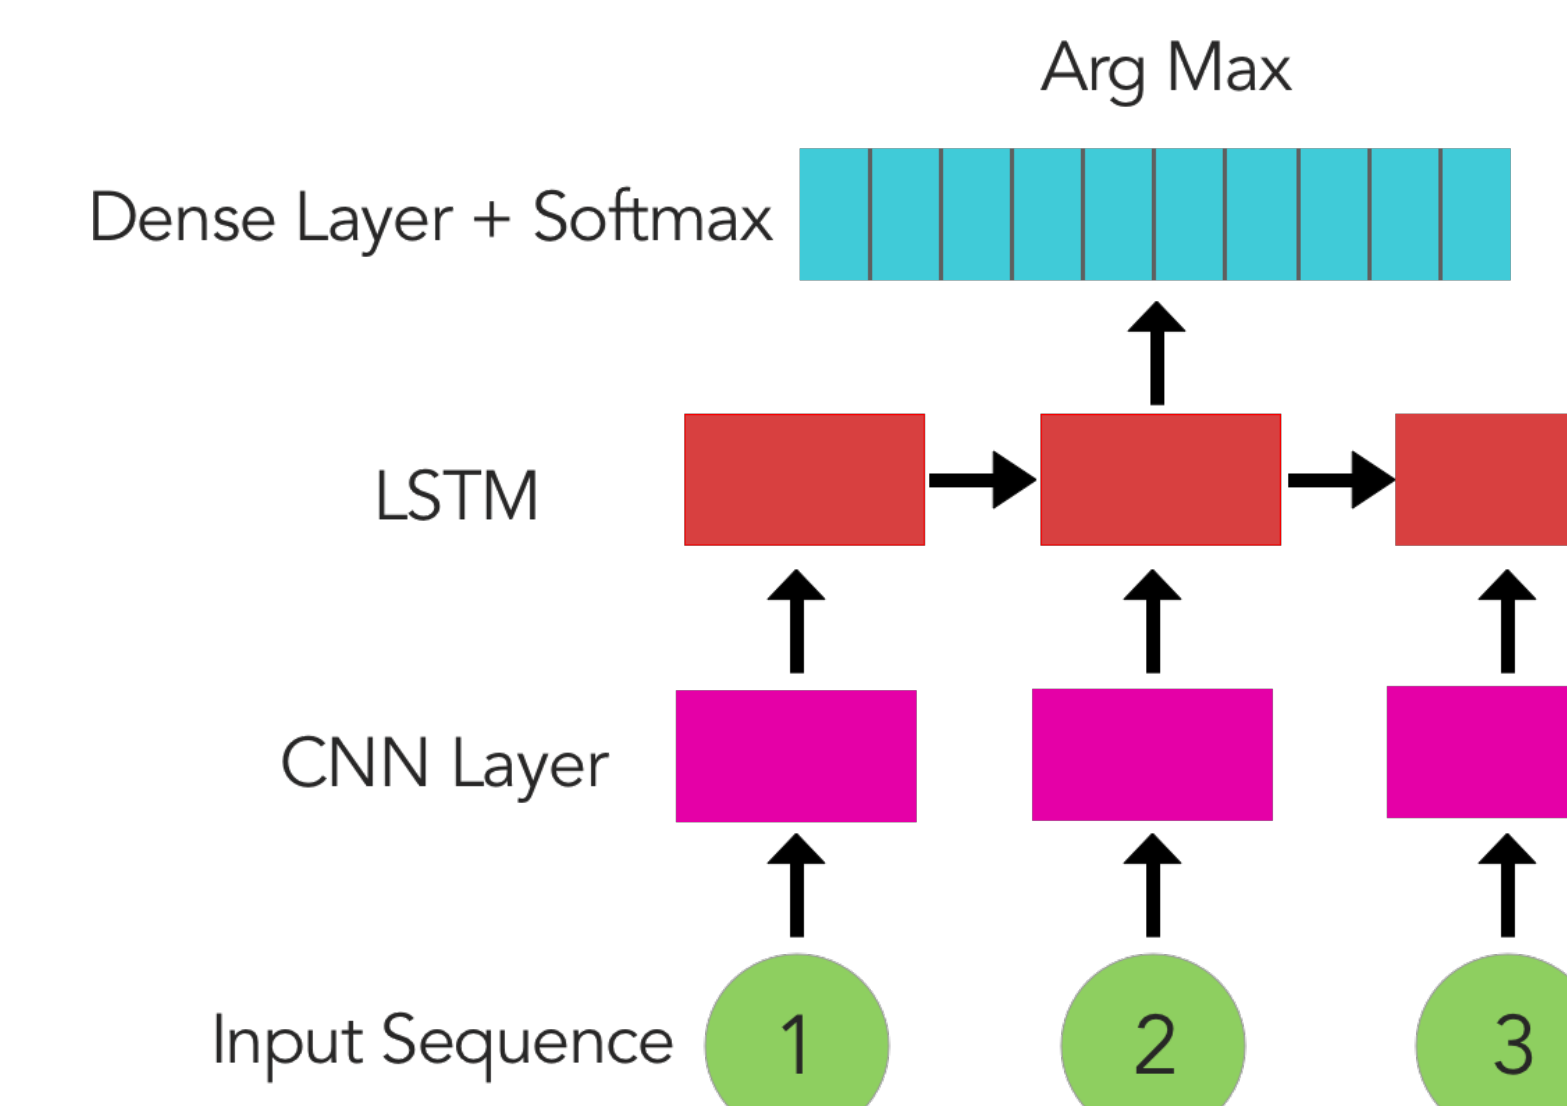 Arg Max
Dense Layer + Softmax
LSTM
CNN Layer
Input Sequence 1 2 3